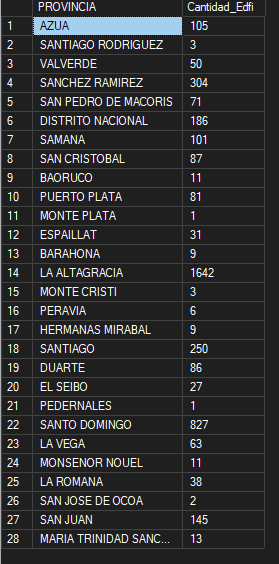 PROVINCIA Cantidad_Edfi
1 AZUA 105
2 SANTIAGO RODRIGUEZ 3
3 VALVERDE 50
4 SANCHEZ RAMIREZ 304
5 SAN PEDRO DE MACORIS 71
6 DISTRITO NACIONAL 186
7 SAMANA 101
8 SAN CRISTOBAL 87
9 BAORUCO 11
10 PUERTO PLATA 81
11 MONTE PLATA 1
12 ESPAILLAT 31
13 BARAHONA 9
14 LA ALTAGRACIA 1642
15 MONTE CRISTI 3
16 PERAVIA 6
17 HERMANAS MIRABAL 9
18 SANTIAGO 250
19 DUARTE 86
20 EL SEIBO 27
21 PEDERNALES 1
22 SANTO DOMINGO 827
23 LA VEGA 63
24 MONSENOR NOUEL 11
25 LA ROMANA 38
26 SAN JOSE DE OCOA 2
27 SAN JUAN 145
28 MARIA TRINIDAD SANC... 13